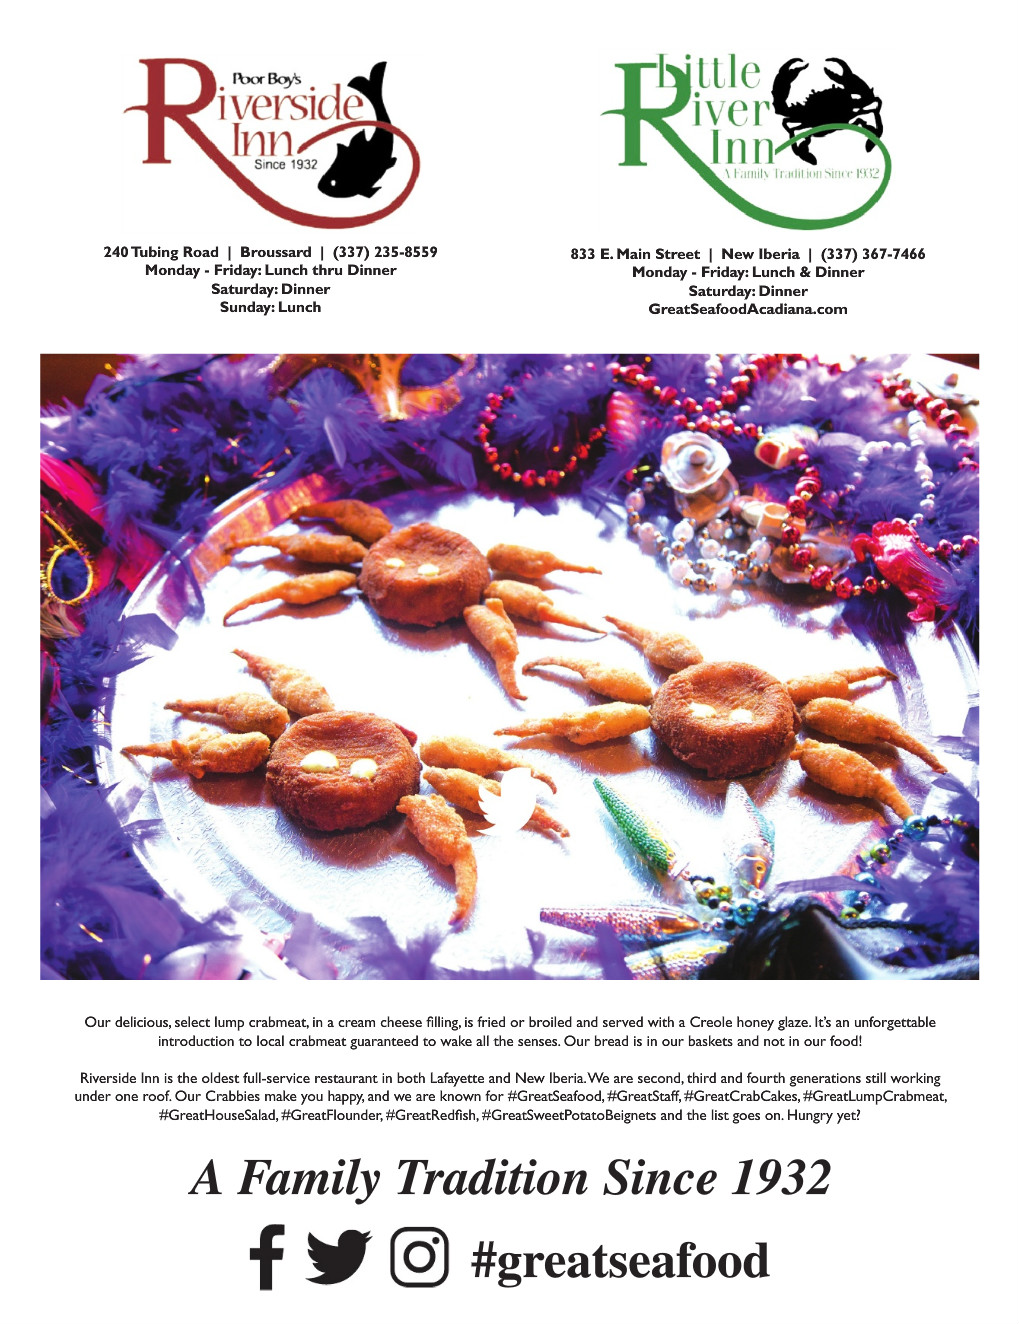 Poor Boy's
Riverside
Inn
Since 1932
240 Tubing Road | Broussard | (337) 235-8559
Monday - Friday: Lunch thru Dinner
Saturday: Dinner
Sunday: Lunch
Little
River
Inn
A Family Tradition Since 1932
833 E. Main Street | New Iberia | (337) 367-7466
Monday - Friday: Lunch & Dinner
Saturday: Dinner
GreatSeafoodAcadiana.com
Our delicious, select lump crabmeat, in a cream cheese filling, is fried or broiled and served with a Creole honey glaze. It's an unforgettable
introduction to local crabmeat guaranteed to wake all the senses. Our bread is in our baskets and not in our food!
Riverside Inn is the oldest full-service restaurant in both Lafayette and New Iberia. We are second, third and fourth generations still working
under one roof. Our Crabbies make you happy, and we are known for #GreatSeafood, #GreatStaff, #GreatCrabCakes, #GreatLumpCrabmeat,
#GreatHouseSalad, #GreatFlounder, #GreatRedfish, #GreatSweetPotatoBeignets and the list goes on. Hungry yet?
A Family Tradition Since 1932
#greatseafood